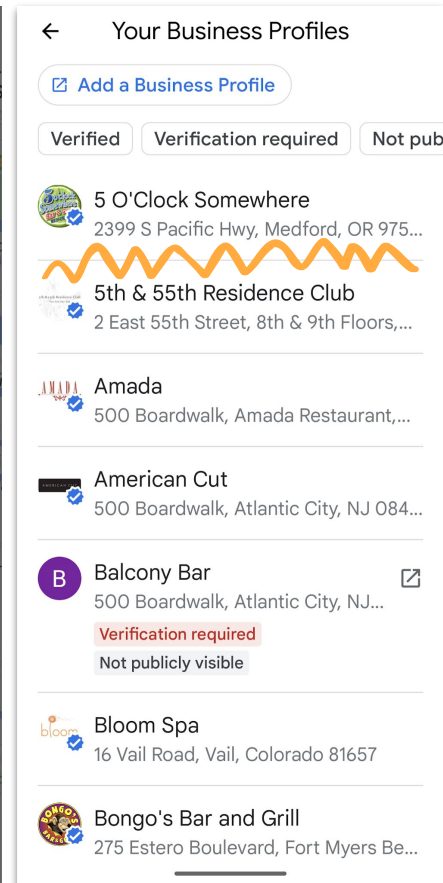 Your Business Profiles
Add a Business Profile
Verified
Verification required
Not pub
5 O'Clock Somewhere
2399 S Pacific Hwy, Medford, OR 975...
5th & 55th Residence Club
2 East 55th Street, 8th & 9th Floors,...
AMADA
Amada
500 Boardwalk, Amada Restaurant,...
American Cut
500 Boardwalk, Atlantic City, NJ 084...
B
Balcony Bar
500 Boardwalk, Atlantic City, NJ...
Verification required
Not publicly visible
bloom
Bloom Spa
16 Vail Road, Vail, Colorado 81657
BONGO'S
Bongo's Bar and Grill
275 Estero Boulevard, Fort Myers Be...